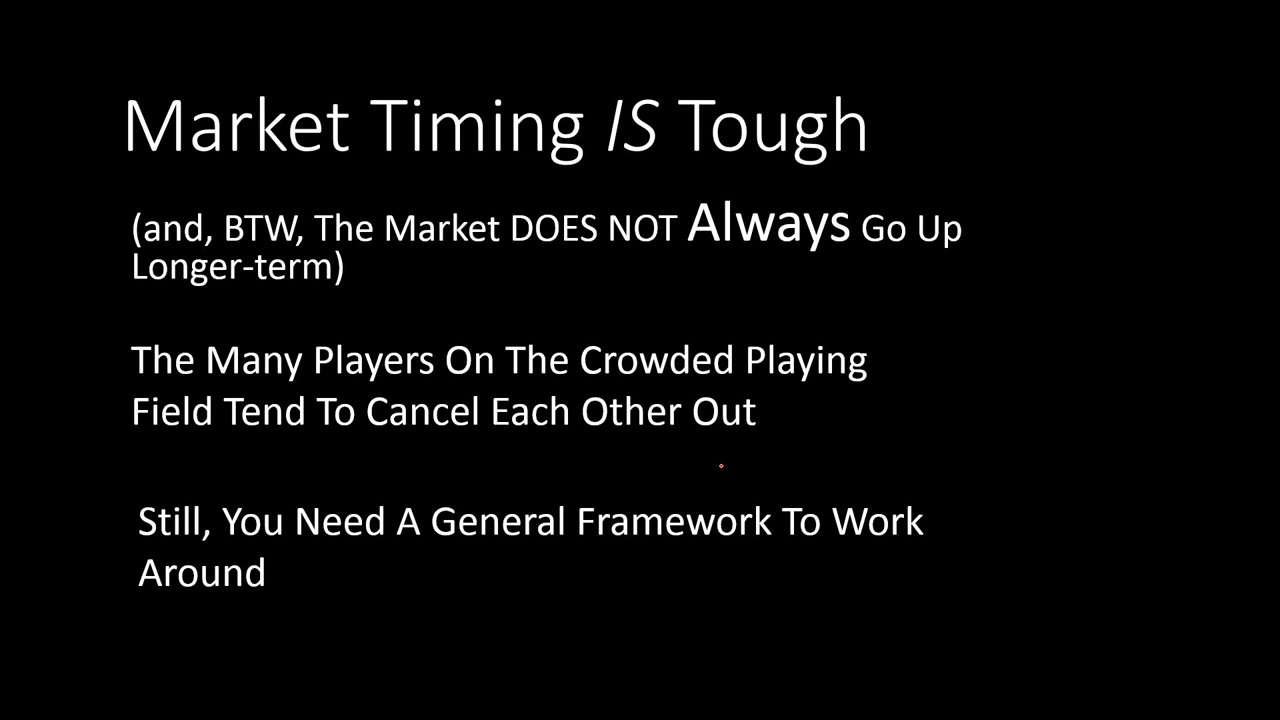 Market Timing IS Tough
(and, BTW, The Market DOES NOT Always Go Up
Longer-term)
The Many Players On The Crowded Playing
Field Tend To Cancel Each Other Out
Still, You Need A General Framework To Work
Around